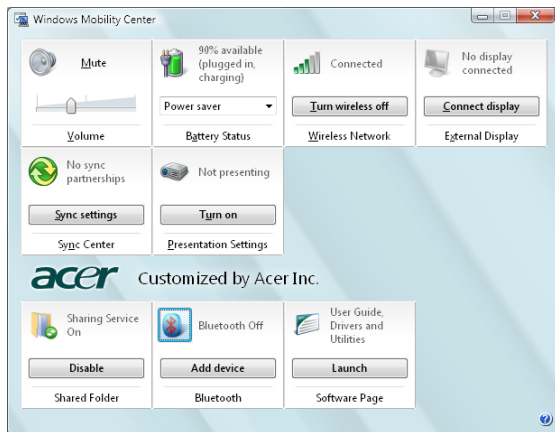 Windows Mobility Center
Mute
Volume
90% available
(plugged in,
charging)
Power saver
Battery Status
Connected
Turn wireless off
Wireless Network
No display
connected
Connect display
External Display
No sync
partnerships
Sync settings
Sync Center
Not presenting
Turn on
Presentation Settings
acer Customized by Acer Inc.
Sharing Service
On
Disable
Shared Folder
Bluetooth Off
Add device
Bluetooth
User Guide,
Drivers and
Utilities
Launch
Software Page